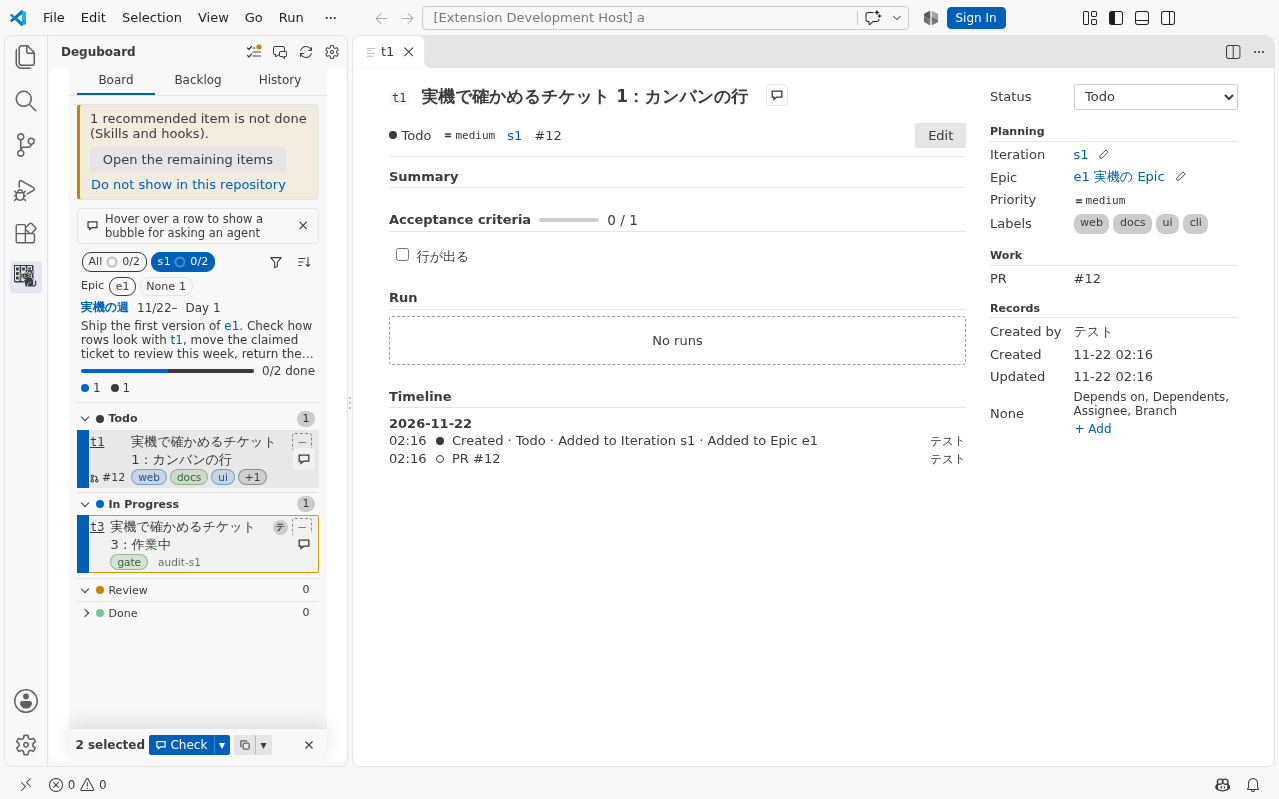 File Edit Selection View Go Run ···
[Extension Development Host] a
Sign In
Deguboard
Board Backlog History
1 recommended item is not done (Skills and hooks).
Open the remaining items
Do not show in this repository
Hover over a row to show a
bubble for asking an agent
All 0/2 s1 0/2
Epic e1 None 1
実機の週 11/22– Day 1
Ship the first version of e1. Check how
rows look with t1, move the claimed
ticket to review this week, return the…
0/2 done
1 1
Todo 1
t1 実機で確かめるチケット
1：カンバンの行
#12 web docs ui +1
In Progress 1
t3 実機で確かめるチケット テ
3：作業中
gate audit-s1
Review 0
Done 0
2 selected Check
t1
t1 実機で確かめるチケット 1：カンバンの行
Todo medium s1 #12 Edit
Summary
Acceptance criteria 0 / 1
行が出る
Run
No runs
Timeline
2026-11-22
02:16 Created · Todo · Added to Iteration s1 · Added to Epic e1 テスト
02:16 PR #12 テスト
Status Todo
Planning
Iteration s1
Epic e1 実機の Epic
Priority medium
Labels web docs ui cli
Work
PR #12
Records
Created by テスト
Created 11-22 02:16
Updated 11-22 02:16
None Depends on, Dependents,
Assignee, Branch
+ Add
0 0